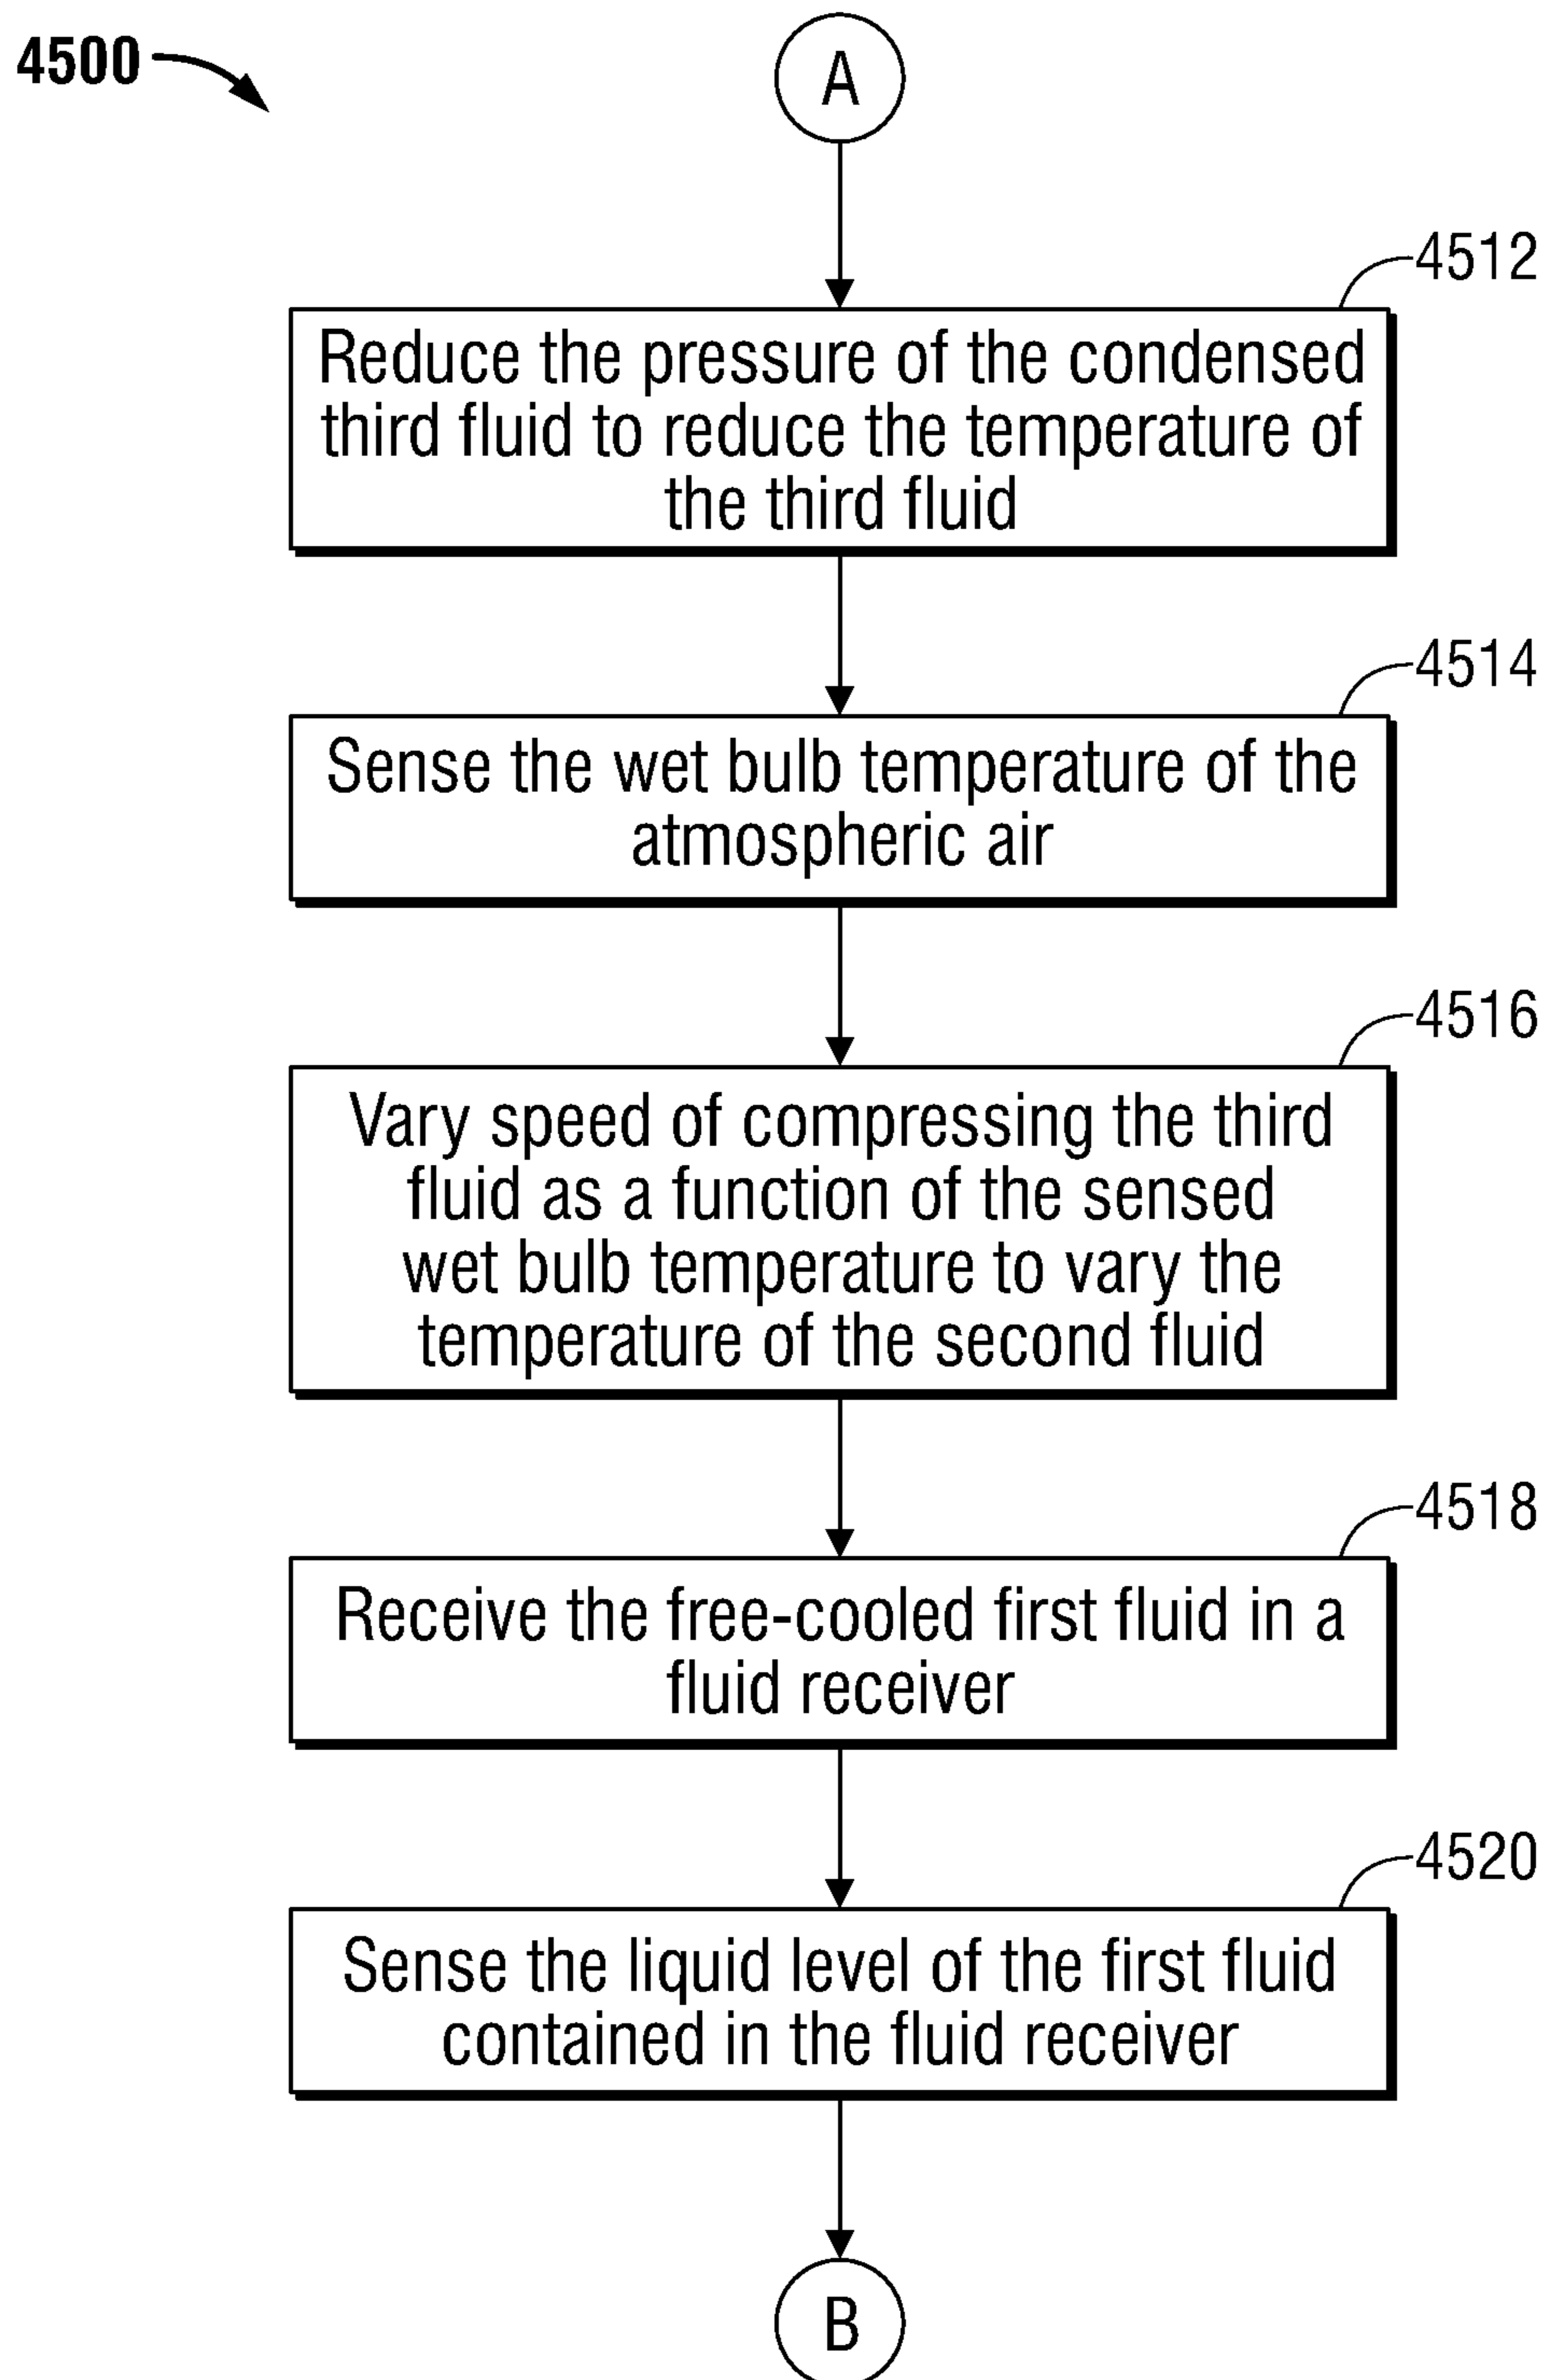 4500
A
4512
Reduce the pressure of the condensed
third fluid to reduce the temperature of
the third fluid
4514
Sense the wet bulb temperature of the
atmospheric air
4516
Vary speed of compressing the third
fluid as a function of the sensed
wet bulb temperature to vary the
temperature of the second fluid
4518
Receive the free-cooled first fluid in a
fluid receiver
4520
Sense the liquid level of the first fluid
contained in the fluid receiver
B